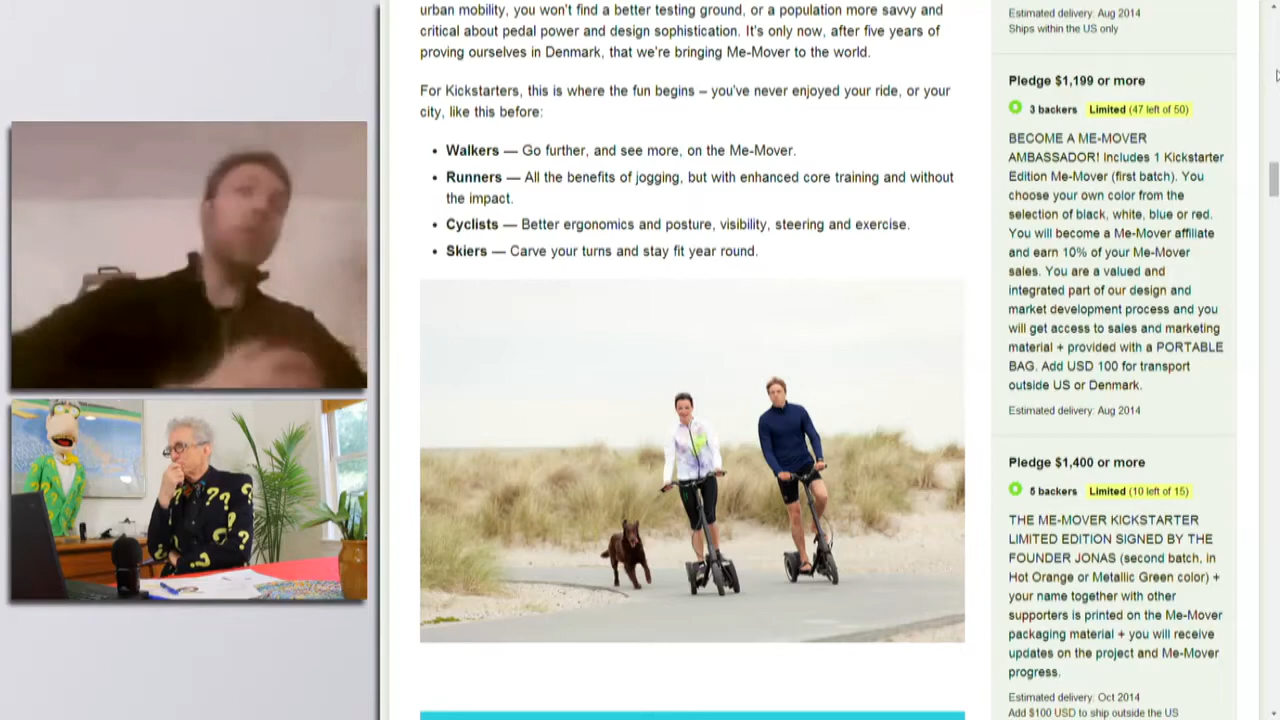 urban mobility, you won't find a better testing ground, or a population more savvy and
critical about pedal power and design sophistication. It's only now, after five years of
proving ourselves in Denmark, that we're bringing Me-Mover to the world.
For Kickstarters, this is where the fun begins – you've never enjoyed your ride, or your
city, like this before:
• Walkers — Go further, and see more, on the Me-Mover.
• Runners — All the benefits of jogging, but with enhanced core training and without
the impact.
• Cyclists — Better ergonomics and posture, visibility, steering and exercise.
• Skiers — Carve your turns and stay fit year round.
Estimated delivery: Aug 2014
Ships within the US only
Pledge $1,199 or more
3 backers Limited (47 left of 50)
BECOME A ME-MOVER
AMBASSADOR! Includes 1 Kickstarter
Edition Me-Mover (first batch). You
choose your own color from the
selection of black, white, blue or red.
You will become a Me-Mover affiliate
and earn 10% of your Me-Mover
sales. You are a valued and
integrated part of our design and
market development process and you
will get access to sales and marketing
material + provided with a PORTABLE
BAG. Add USD 100 for transport
outside US or Denmark.
Estimated delivery: Aug 2014
Pledge $1,400 or more
5 backers Limited (10 left of 15)
THE ME-MOVER KICKSTARTER
LIMITED EDITION SIGNED BY THE
FOUNDER JONAS (second batch, in
Hot Orange or Metallic Green color) +
your name together with other
supporters is printed on the Me-Mover
packaging material + you will receive
updates on the project and Me-Mover
progress.
Estimated delivery: Oct 2014
Add $100 USD to ship outside the US